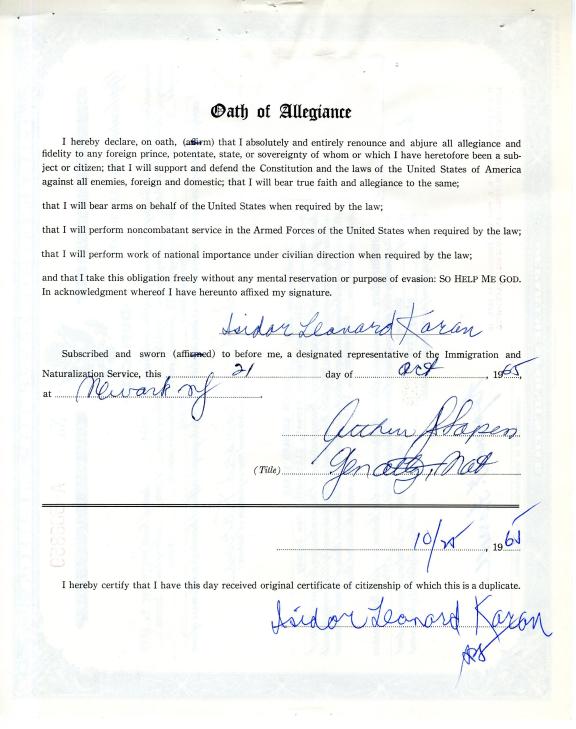 Oath of Allegiance
I hereby declare, on oath, (affirm) that I absolutely and entirely renounce and abjure all allegiance and
fidelity to any foreign prince, potentate, state, or sovereignty of whom or which I have heretofore been a sub-
ject or citizen; that I will support and defend the Constitution and the laws of the United States of America
against all enemies, foreign and domestic; that I will bear true faith and allegiance to the same;
that I will bear arms on behalf of the United States when required by the law;
that I will perform noncombatant service in the Armed Forces of the United States when required by the law;
that I will perform work of national importance under civilian direction when required by the law;
and that I take this obligation freely without any mental reservation or purpose of evasion: SO HELP ME GOD.
In acknowledgment whereof I have hereunto affixed my signature.
Isidor Leonard Karan
Subscribed and sworn (affirmed) to before me, a designated representative of the Immigration and
Naturalization Service, this 21 day of Oct, 1965,
at Newark NJ
Arthur
(Title) Gen Nat
10/25, 1965
I hereby certify that I have this day received original certificate of citizenship of which this is a duplicate.
Isidor Leonard Karan